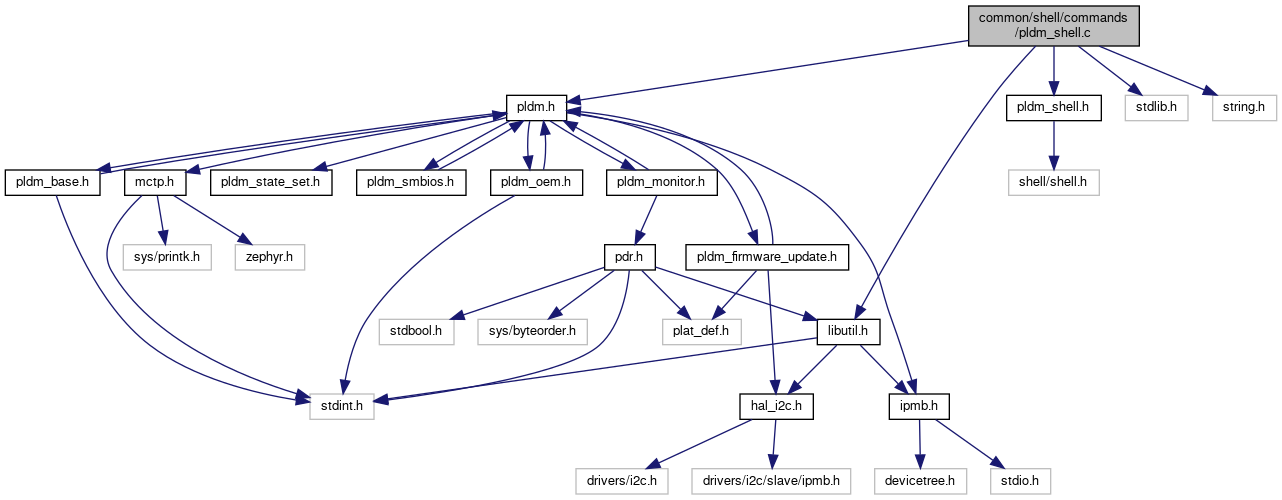 common/shell/commands
/pldm_shell.c
pldm.h
pldm_shell.h
stdlib.h
string.h
pldm_base.h
mctp.h
pldm_state_set.h
pldm_smbios.h
pldm_oem.h
pldm_monitor.h
shell/shell.h
sys/printk.h
zephyr.h
pdr.h
pldm_firmware_update.h
stdbool.h
sys/byteorder.h
plat_def.h
libutil.h
stdint.h
hal_i2c.h
ipmb.h
drivers/i2c.h
drivers/i2c/slave/ipmb.h
devicetree.h
stdio.h